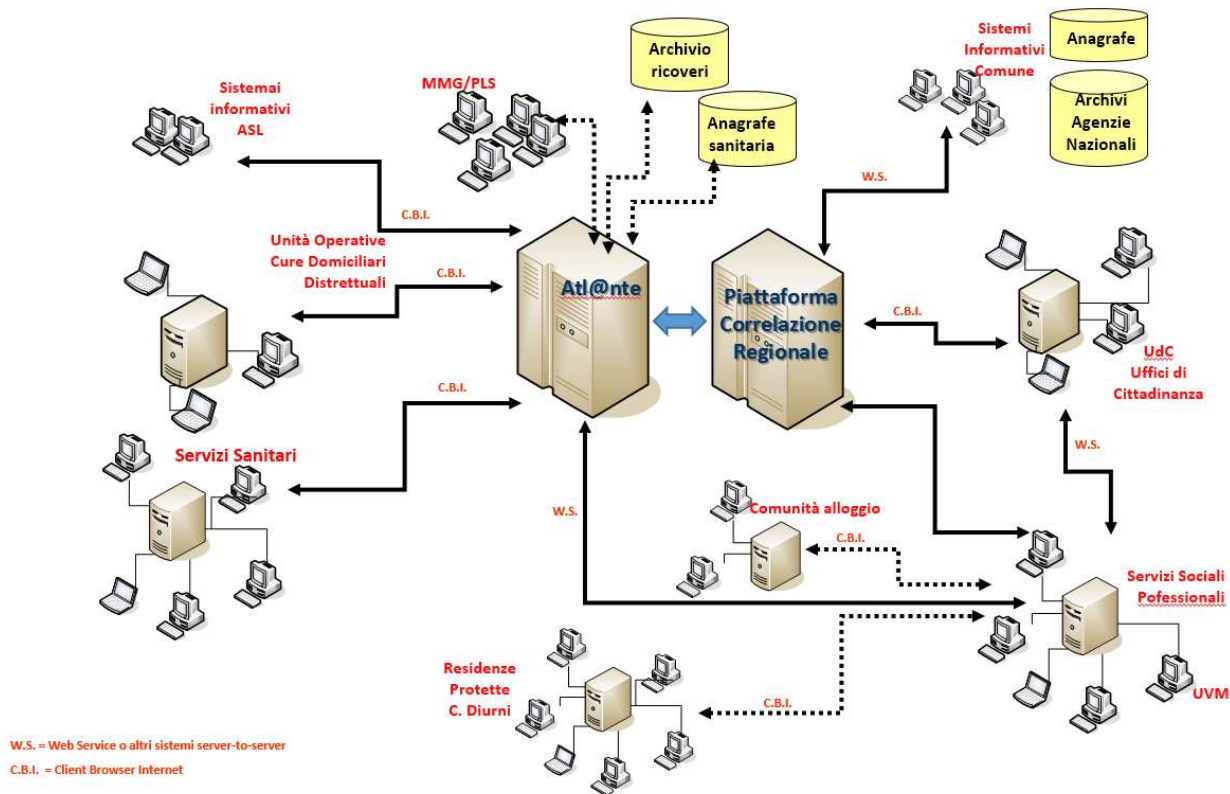 Archivio
ricoveri
Sistemi
Informativi
Comune
Anagrafe
MMG/PLS
Sistemai
informativi
ASL
Archivi
Agenzie
Nazionali
Anagrafe
sanitaria
W.S.
C.B.I.
Unità Operative
Cure Domiciliari
Distrettuali
C.B.I.
Atl@nte
Piattaforma
Correlazione
Regionale
C.B.I.
UdC
Uffici di
Cittadinanza
C.B.I.
W.S.
Servizi Sanitari
W.S.
Comunità alloggio
C.B.I.
Servizi Sociali
Pofessionali
Residenze
Protette
C. Diurni
C.B.I.
UVM
W.S. = Web Service o altri sistemi server-to-server
C.B.I. = Client Browser Internet